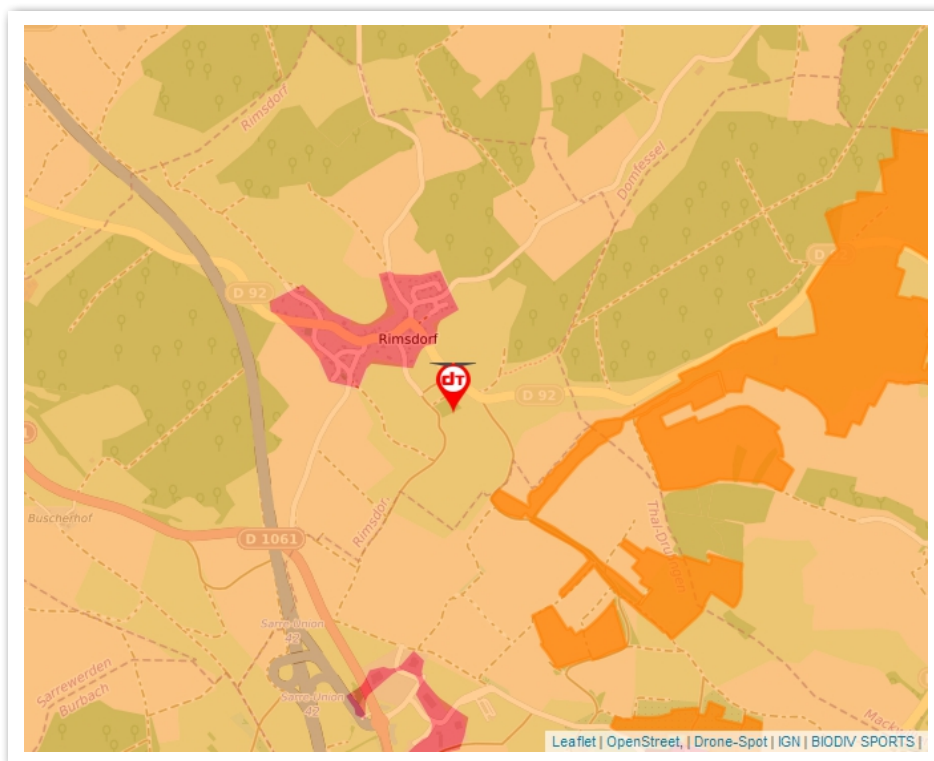 Rimsdorf
Domfessel
D 92
Rimsdorf
dT
D 92
Buscherhof
D 1061
Rimsdor
Thal-Drulingen
Sarre-Union
42
Sarrewerden
Burbach
Sarre-Union
42
Leaflet | OpenStreet, | Drone-Spot | IGN | BIODIV SPORTS |